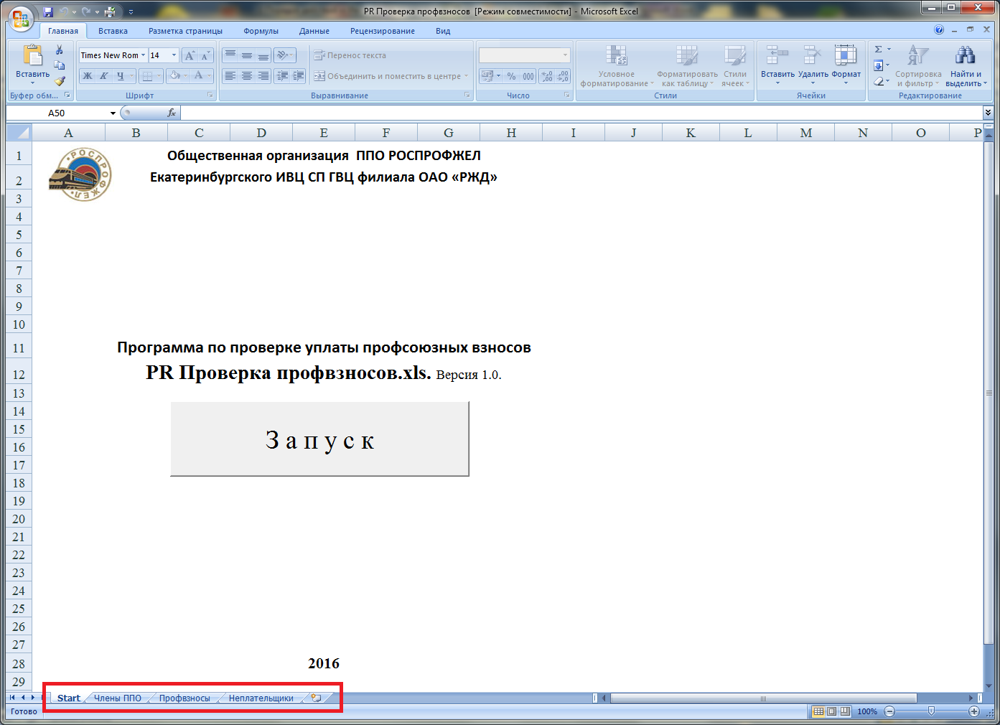 PR Проверка профвзносов [Режим совместимости] - Microsoft Excel
Главная Вставка Разметка страницы Формулы Данные Рецензирование Вид
Times New Rom 14 Перенос текста
Вставить Ж К Ч Объединить и поместить в центре % 000 ,00 ,00
Условное форматирование Форматировать как таблицу Стили ячеек Вставить Удалить Формат Σ Сортировка и фильтр Найти и выделить
Буфер обм... Шрифт Выравнивание Число Стили Ячейки Редактирование
A50 fx
A B C D E F G H I J K L M N O P
1 Общественная организация ППО РОСПРОФЖЕЛ
РОСПРОФЖЕЛ
2 Екатеринбургского ИВЦ СП ГВЦ филиала ОАО «РЖД»
3
4
5
6
7
8
9
10
11 Программа по проверке уплаты профсоюзных взносов
12 PR Проверка профвзносов.xls. Версия 1.0.
13
14
15
16 Запуск
17
18
19
20
21
22
23
24
25
26
27
28 2016
29
Start Члены ППО Профвзносы Неплательщики
Готово 100%